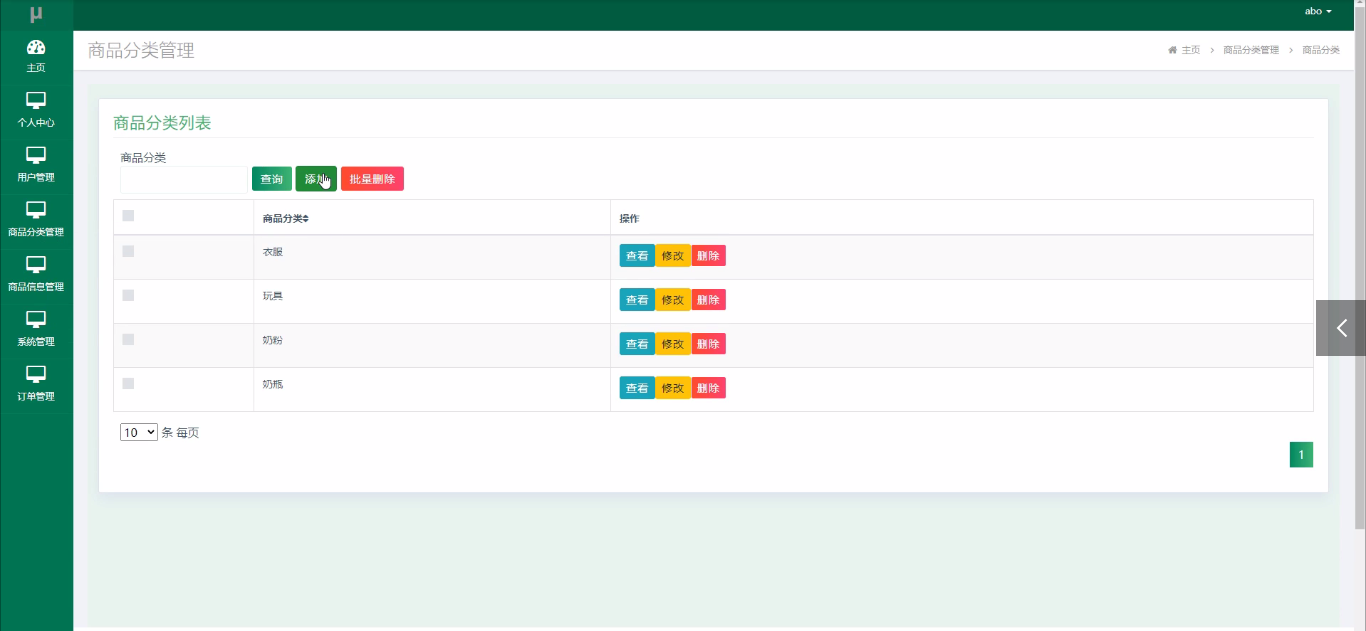 μ
abo
主页
个人中心
用户管理
商品分类管理
商品信息管理
系统管理
订单管理
商品分类管理
主页 > 商品分类管理 > 商品分类
商品分类列表
商品分类
查询 添加 批量删除
商品分类 操作
衣服 查看 修改 删除
玩具 查看 修改 删除
奶粉 查看 修改 删除
奶瓶 查看 修改 删除
10 条 每页
1